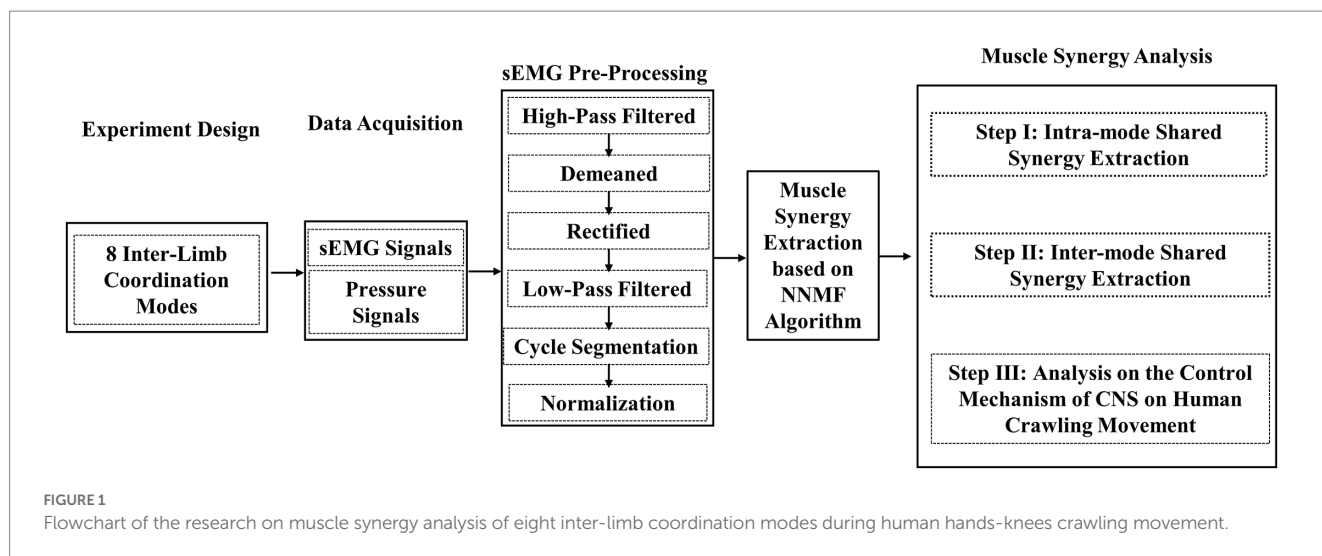 Experiment Design
8 Inter-Limb
Coordination
Modes
Data Acquisition
sEMG Signals
Pressure
Signals
sEMG Pre-Processing
High-Pass Filtered
Demeaned
Rectified
Low-Pass Filtered
Cycle Segmentation
Normalization
Muscle
Synergy
Extraction
based on
NNMF
Algorithm
Muscle Synergy Analysis
Step I: Intra-mode Shared
Synergy Extraction
Step II: Inter-mode Shared
Synergy Extraction
Step III: Analysis on the Control
Mechanism of CNS on Human
Crawling Movement
FIGURE 1
Flowchart of the research on muscle synergy analysis of eight inter-limb coordination modes during human hands-knees crawling movement.